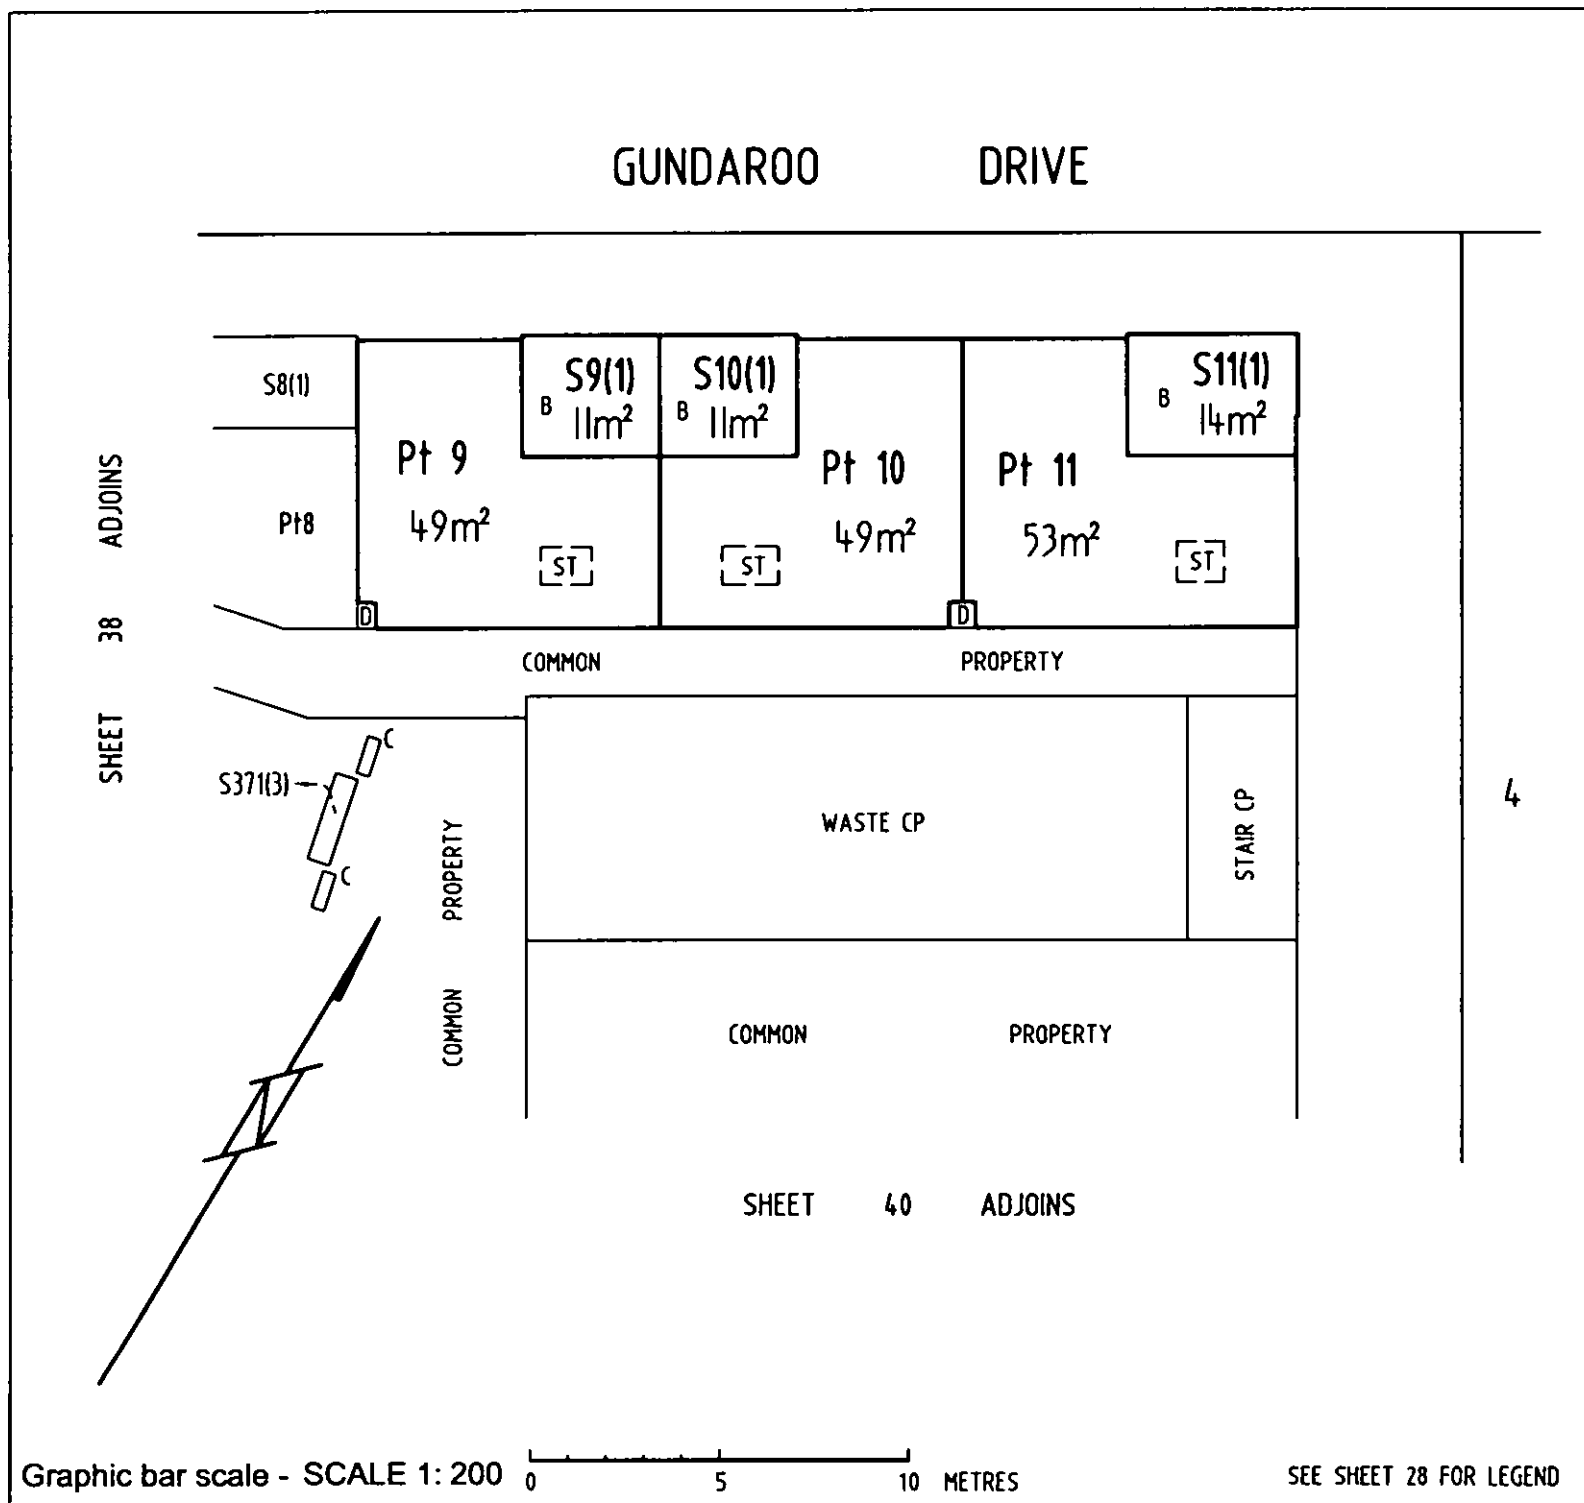 GUNDAROO DRIVE
S8(1)
S9(1)
B 11m²
S10(1)
B 11m²
S11(1)
B 14m²
Pt 9
49m²
Pt 10
49m²
Pt 11
53m²
Pt8
ST
ST
ST
D
D
SHEET 38 ADJOINS
COMMON PROPERTY
C
S371(3)
C
COMMON PROPERTY
WASTE CP
STAIR CP
4
COMMON PROPERTY
SHEET 40 ADJOINS
Graphic bar scale - SCALE 1: 200
0 5 10 METRES
SEE SHEET 28 FOR LEGEND